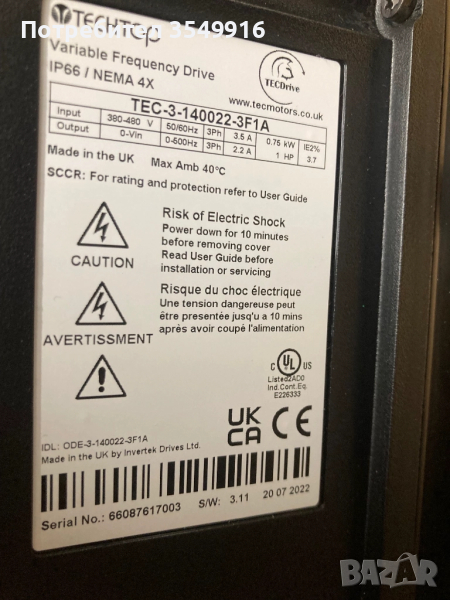 Потребител 3549916
TECHTOP
Variable Frequency Drive
IP66 / NEMA 4X
TECDrive
www.tecmotors.co.uk
TEC-3-140022-3F1A
Input 380-480 V 50/60Hz 3Ph 3.5 A 0.75 kW IE2%
Output 0-Vin 0-500Hz 3Ph 2.2 A 1 HP 3.7
Made in the UK Max Amb 40°C
SCCR: For rating and protection refer to User Guide
Risk of Electric Shock
Power down for 10 minutes
before removing cover
Read User Guide before
installation or servicing
CAUTION
Risque du choc électrique
Une tension dangereuse peut
être presentée jusqu'a 10 mins
après avoir coupé l'alimentation
AVERTISSMENT
C UL US
Listed2AD0
Ind.Cont.Eq.
E226333
UK CA CE
IDL: ODE-3-140022-3F1A
Made in the UK by Invertek Drives Ltd.
Serial No.: 66087617003 S/W: 3.11 20 07 2022
BAZAR